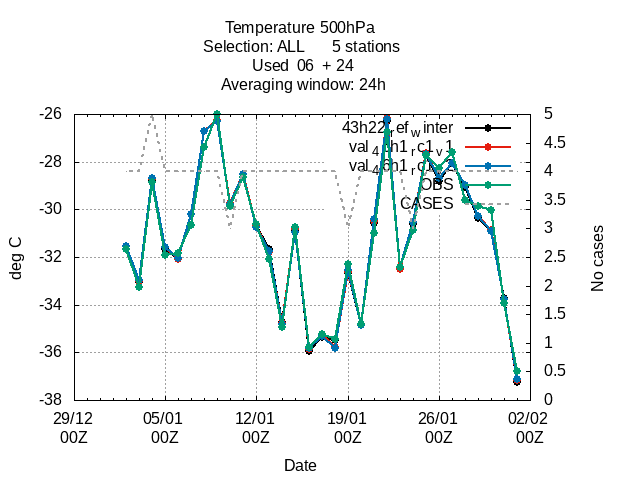 Temperature 500hPa
Selection: ALL 5 stations
Used 06 + 24
Averaging window: 24h
-26
-28
-30
-32
-34
-36
-38
deg C
5
4.5
4
3.5
3
2.5
2
1.5
1
0.5
0
No cases
43h22refwinter
OBS
CASES
29/12 05/01 12/01 19/01 26/01 02/02
00Z 00Z 00Z 00Z 00Z 00Z
Date